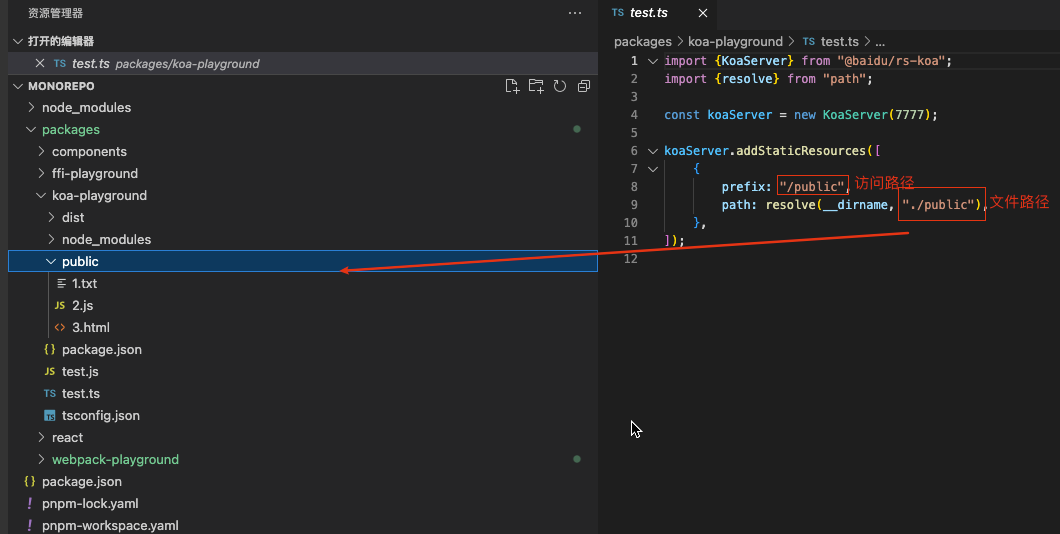 资源管理器
打开的编辑器
TS test.ts packages/koa-playground
MONOREPO
node_modules
packages
components
ffi-playground
koa-playground
dist
node_modules
public
1.txt
JS 2.js
<> 3.html
{} package.json
JS test.js
TS test.ts
TS tsconfig.json
react
webpack-playground
{} package.json
! pnpm-lock.yaml
! pnpm-workspace.yaml
TS test.ts
packages > koa-playground > TS test.ts > ...
1 import {KoaServer} from "@baidu/rs-koa";
2 import {resolve} from "path";
3
4 const koaServer = new KoaServer(7777);
5
6 koaServer.addStaticResources([
7 {
8 prefix: "/public", 访问路径
9 path: resolve(__dirname, "./public"), 文件路径
10 },
11 ]);
12